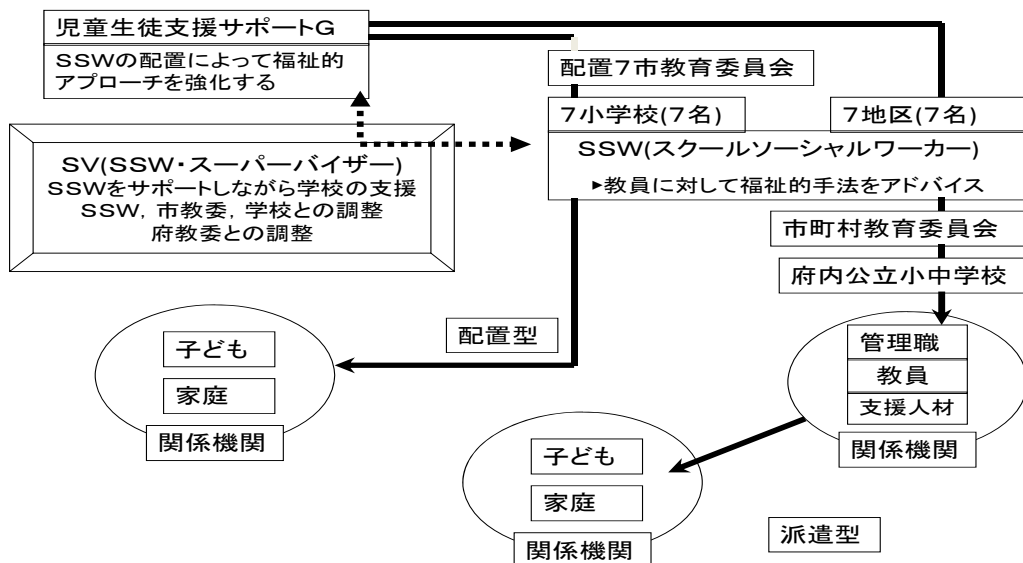 児童生徒支援サポートG
SSWの配置によって福祉的
アプローチを強化する
配置7市教育委員会
7小学校(7名)
7地区(7名)
SSW(スクールソーシャルワーカー)
▸教員に対して福祉的手法をアドバイス
SV(SSW・スーパーバイザー)
SSWをサポートしながら学校の支援
SSW,市教委,学校との調整
府教委との調整
市町村教育委員会
府内公立小中学校
配置型
子ども
家庭
関係機関
管理職
教員
支援人材
関係機関
子ども
家庭
関係機関
派遣型